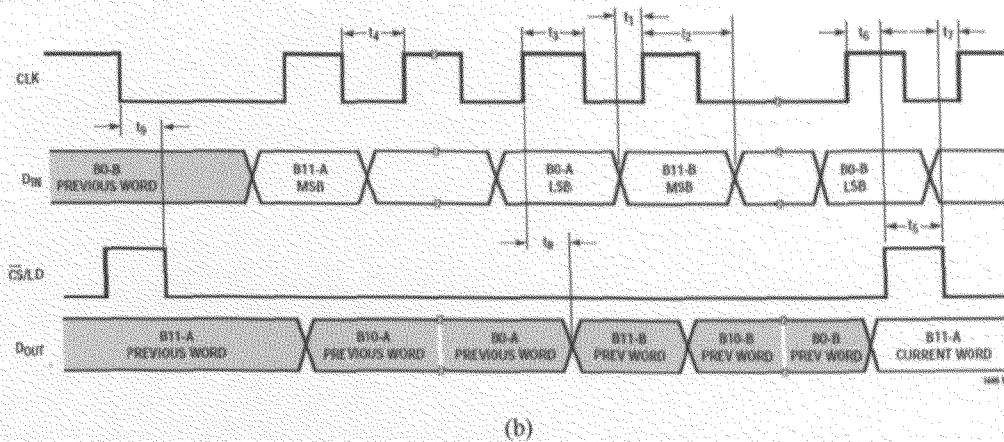 t4
t3
t1
t2
t6
t7
CLK
t9
DIN
B0-B
PREVIOUS WORD
B11-A
MSB
B0-A
LSB
B11-B
MSB
B0-B
LSB
t8
t5
CS/LD
DOUT
B11-A
PREVIOUS WORD
B10-A
PREVIOUS WORD
B0-A
PREVIOUS WORD
B11-B
PREV WORD
B10-B
PREV WORD
B0-B
PREV WORD
B11-A
CURRENT WORD
(b)